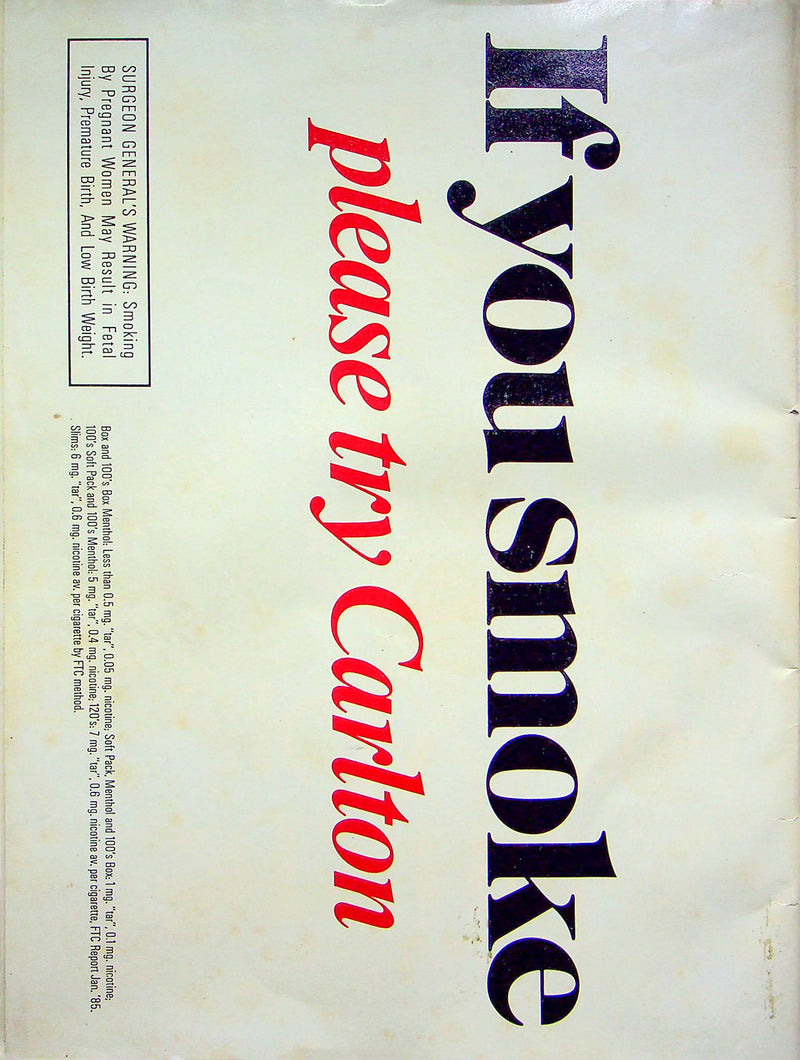 If you smoke
please try Carlton
SURGEON GENERAL'S WARNING: Smoking
By Pregnant Women May Result in Fetal
Injury, Premature Birth, And Low Birth Weight.
Box and 100's Box Menthol: Less than 0.5 mg. "tar", 0.05 mg. nicotine; Soft Pack, Menthol and 100's Box: 1 mg. "tar", 0.1 mg. nicotine;
100's Soft Pack and 100's Menthol: 5 mg. "tar", 0.4 mg. nicotine; 120's: 7 mg. "tar", 0.6 mg. nicotine av. per cigarette, FTC Report Jan. '85.
Slims: 6 mg. "tar", 0.6 mg. nicotine av. per cigarette by FTC method.